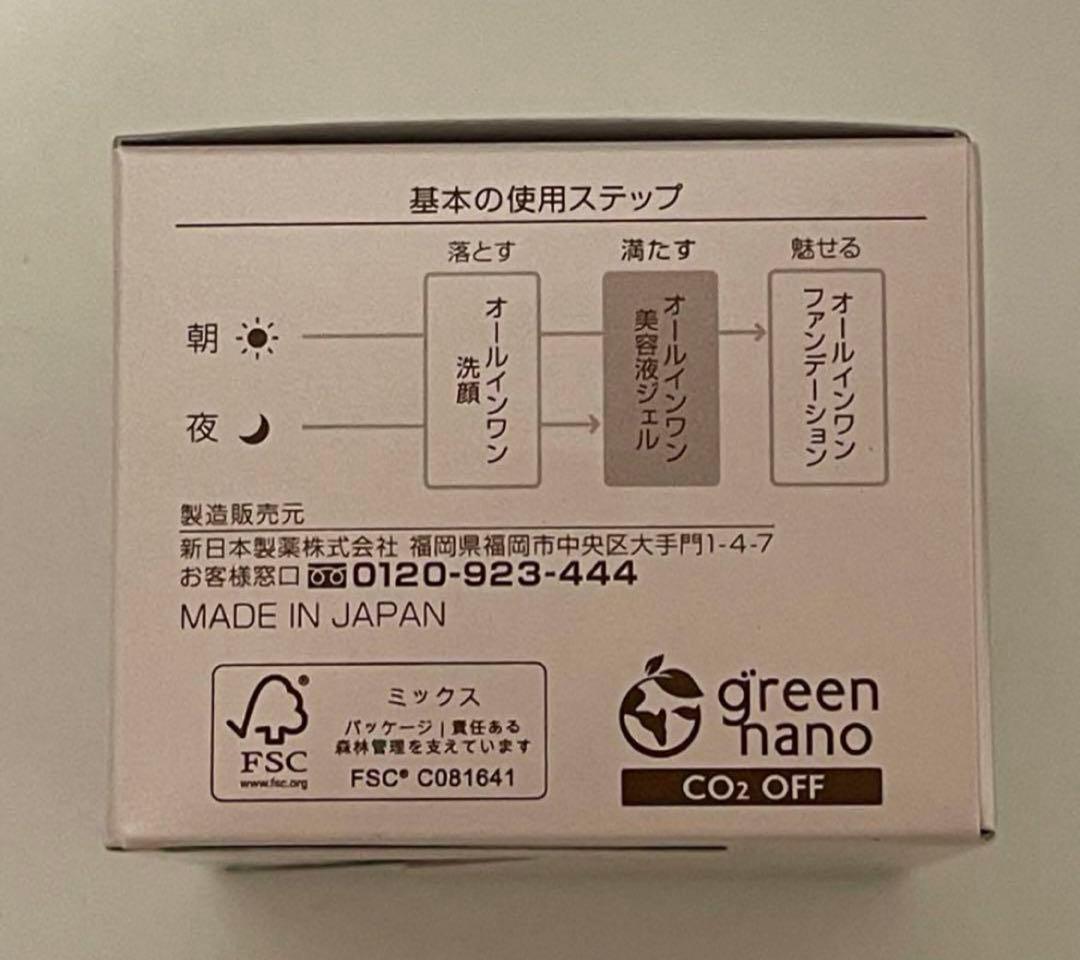 基本の使用ステップ
落とす
満たす
魅せる
朝
夜
オールインワン
洗顔
オールインワン
美容液ジェル
オールインワン
ファンデーション
製造販売元
新日本製薬株式会社 福岡県福岡市中央区大手門1-4-7
お客様窓口 0120-923-444
MADE IN JAPAN
FSC
www.fsc.org
ミックス
パッケージ | 責任ある
森林管理を支えています
FSC® C081641
green
nano
CO2 OFF